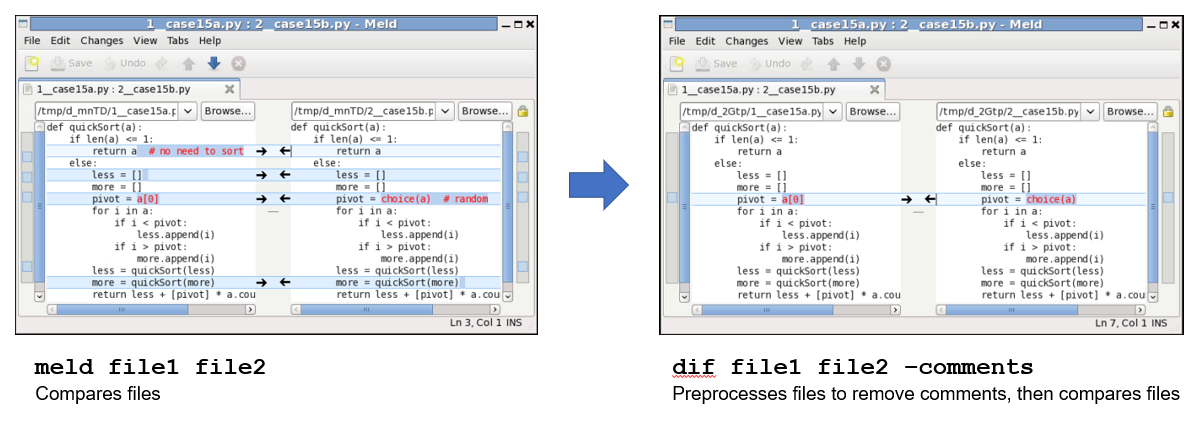 1__case15a.py : 2__case15b.py - Meld
File Edit Changes View Tabs Help
Save Undo
1__case15a.py : 2__case15b.py
/tmp/d_mnTD/1__case15a.p Browse... /tmp/d_mnTD/2__case15b.p Browse...
def quickSort(a): def quickSort(a):
if len(a) <= 1: if len(a) <= 1:
return a # no need to sort return a
else: else:
less = [] less = []
more = [] more = []
pivot = a[0] pivot = choice(a) # random
for i in a: for i in a:
if i < pivot: if i < pivot:
less.append(i) less.append(i)
if i > pivot: if i > pivot:
more.append(i) more.append(i)
less = quickSort(less) less = quickSort(less)
more = quickSort(more) more = quickSort(more)
return less + [pivot] * a.cou return less + [pivot] * a.cou
Ln 3, Col 1 INS
meld file1 file2
Compares files
1__case15a.py : 2__case15b.py - Meld
File Edit Changes View Tabs Help
Save Undo
1__case15a.py : 2__case15b.py
/tmp/d_2Gtp/1__case15a.py Browse... /tmp/d_2Gtp/2__case15b.py Browse...
def quickSort(a): def quickSort(a):
if len(a) <= 1: if len(a) <= 1:
return a return a
else: else:
less = [] less = []
more = [] more = []
pivot = a[0] pivot = choice(a)
for i in a: for i in a:
if i < pivot: if i < pivot:
less.append(i) less.append(i)
if i > pivot: if i > pivot:
more.append(i) more.append(i)
less = quickSort(less) less = quickSort(less)
more = quickSort(more) more = quickSort(more)
return less + [pivot] * a.cou return less + [pivot] * a.cou
Ln 7, Col 1 INS
dif file1 file2 –comments
Preprocesses files to remove comments, then compares files